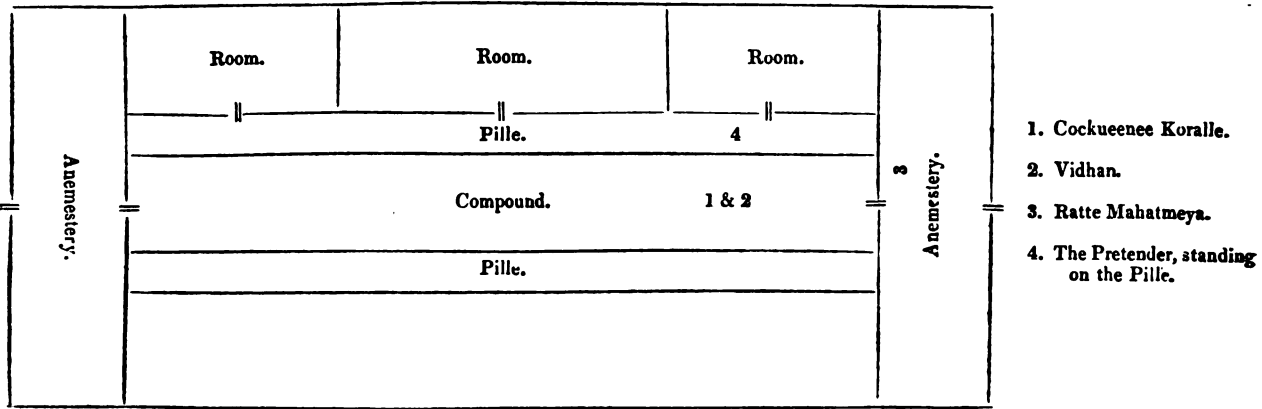 Room.
Room.
Room.
Pille.
4
Anemestery.
3
Anemestery.
Compound.
1 & 2
Pille.
1. Cockueenee Koralle.
2. Vidhan.
3. Ratte Mahatmeya.
4. The Pretender, standing
on the Pille.